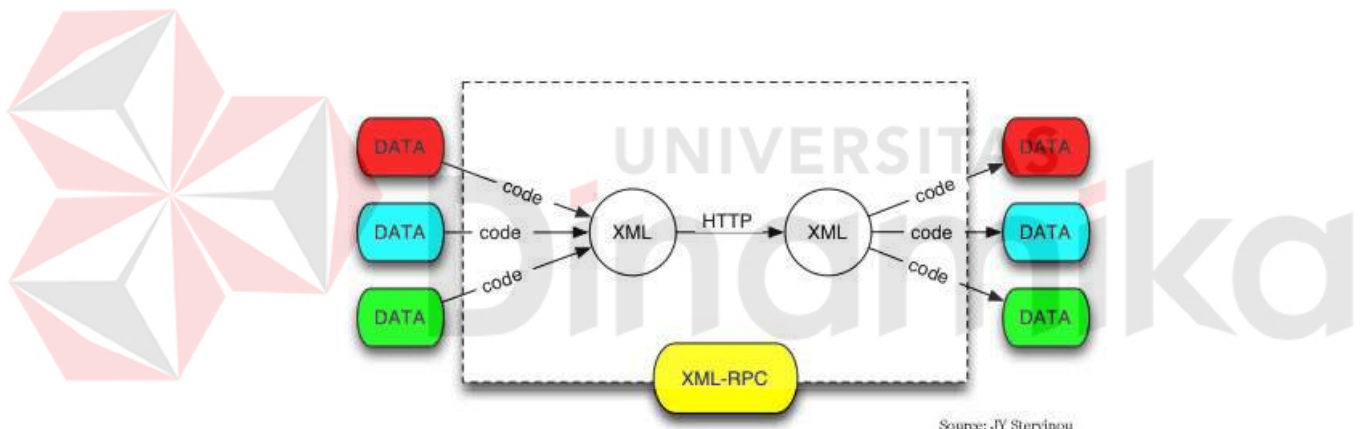 UNIVERSITAS
Dinamika
DATA
DATA
DATA
code
code
code
XML
HTTP
XML
code
code
code
DATA
DATA
DATA
XML-RPC
Source: JY Stervinou